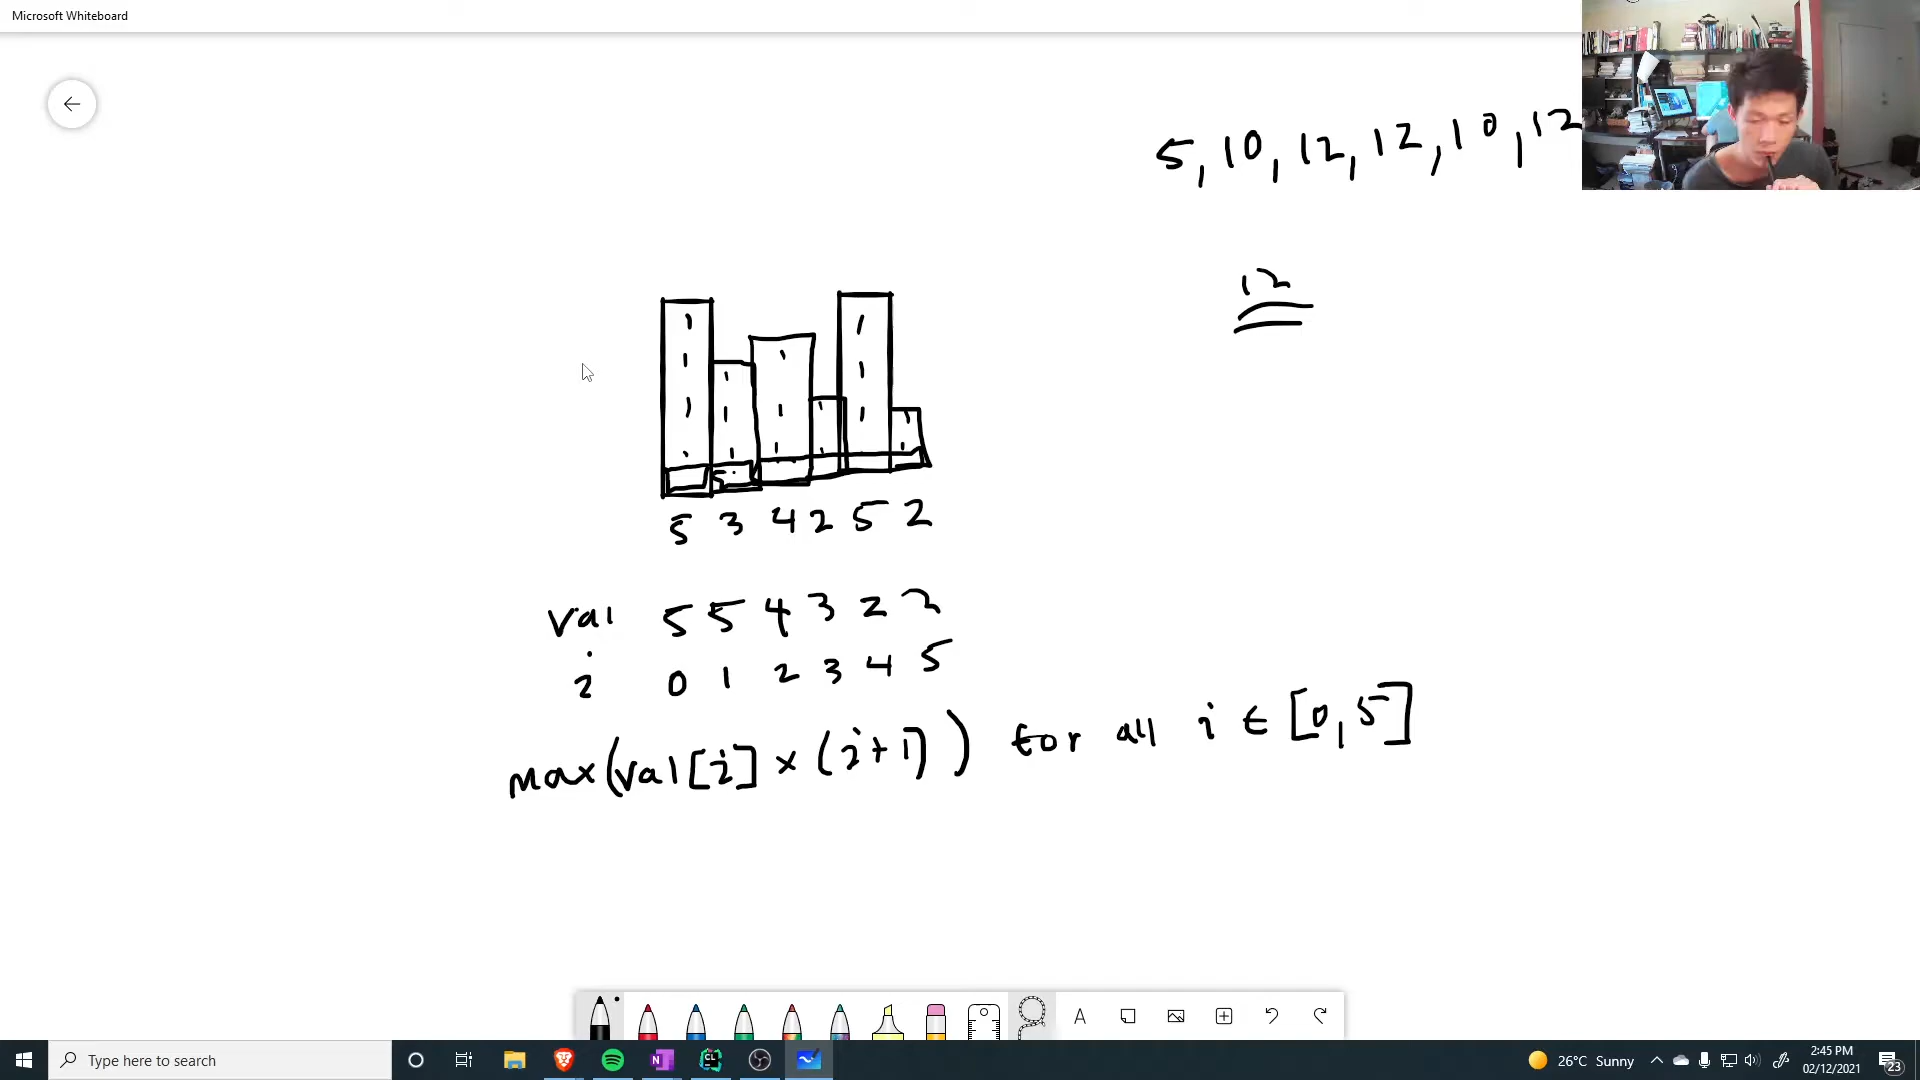 Microsoft Whiteboard
5, 10, 12, 12, 10, 12
12
5 3 4 2 5 2
val 5 5 4 3 2 2
i 0 1 2 3 4 5
max(val[i] × (i+1)) for all i ∈ [0,5]
A
Type here to search
N
CL
26°C Sunny
2:45 PM
02/12/2021
23